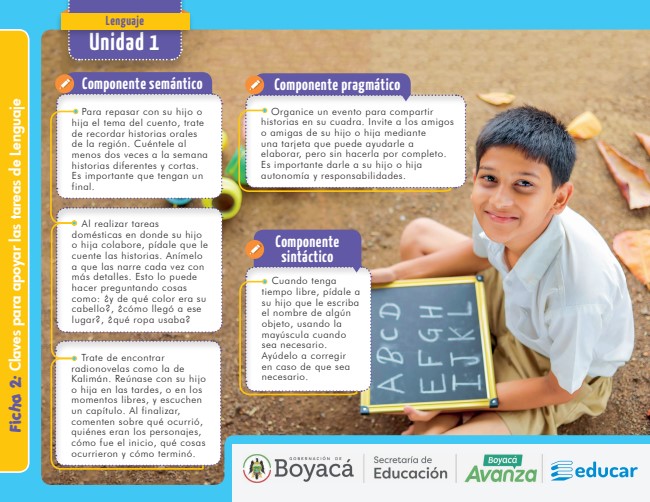 Lenguaje
Unidad 1
Ficha 2: Claves para apoyar las tareas de Lenguaje
Componente semántico
Para repasar con su hijo o
hija el tema del cuento, trate
de recordar historias orales
de la región. Cuéntele al
menos dos veces a la semana
historias diferentes y cortas.
Es importante que tengan un
final.
Al realizar tareas
domésticas en donde su hijo
o hija colabore, pídale que le
cuente las historias. Anímelo
a que las narre cada vez con
más detalles. Esto lo puede
hacer preguntando cosas
como: ¿y de qué color era su
cabello?, ¿cómo llegó a ese
lugar?, ¿qué ropa usaba?
Trate de encontrar
radionovelas como la de
Kalimán. Reúnase con su hijo
o hija en las tardes, o en los
momentos libres, y escuchen
un capítulo. Al finalizar,
comenten sobre qué ocurrió,
quiénes eran los personajes,
cómo fue el inicio, qué cosas
ocurrieron y cómo terminó.
Componente pragmático
Organice un evento para compartir
historias en su cuadra. Invite a los amigos
o amigas de su hijo o hija mediante
una tarjeta que puede ayudarle a
elaborar, pero sin hacerla por completo.
Es importante darle a su hijo o hija
autonomía y responsabilidades.
Componente
sintáctico
Cuando tenga
tiempo libre, pídale a
su hijo que le escriba
el nombre de algún
objeto, usando la
mayúscula cuando
sea necesario.
Ayúdelo a corregir
en caso de que sea
necesario.
A B C D
E F G H
I J K L
GOBERNACIÓN DE
Boyacá
Secretaría de
Educación
Boyacá
Avanza
educar